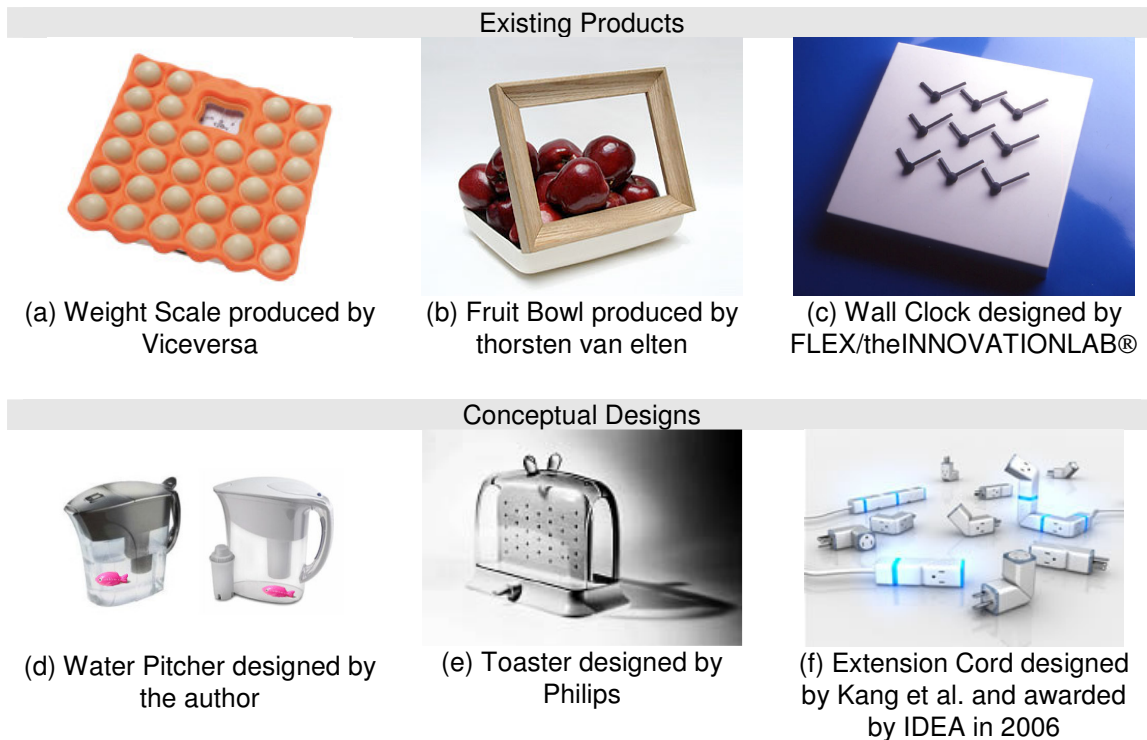 Existing Products
(a) Weight Scale produced by
Viceversa
(b) Fruit Bowl produced by
thorsten van elten
(c) Wall Clock designed by
FLEX/theINNOVATIONLAB®
Conceptual Designs
(d) Water Pitcher designed by
the author
(e) Toaster designed by
Philips
(f) Extension Cord designed
by Kang et al. and awarded
by IDEA in 2006